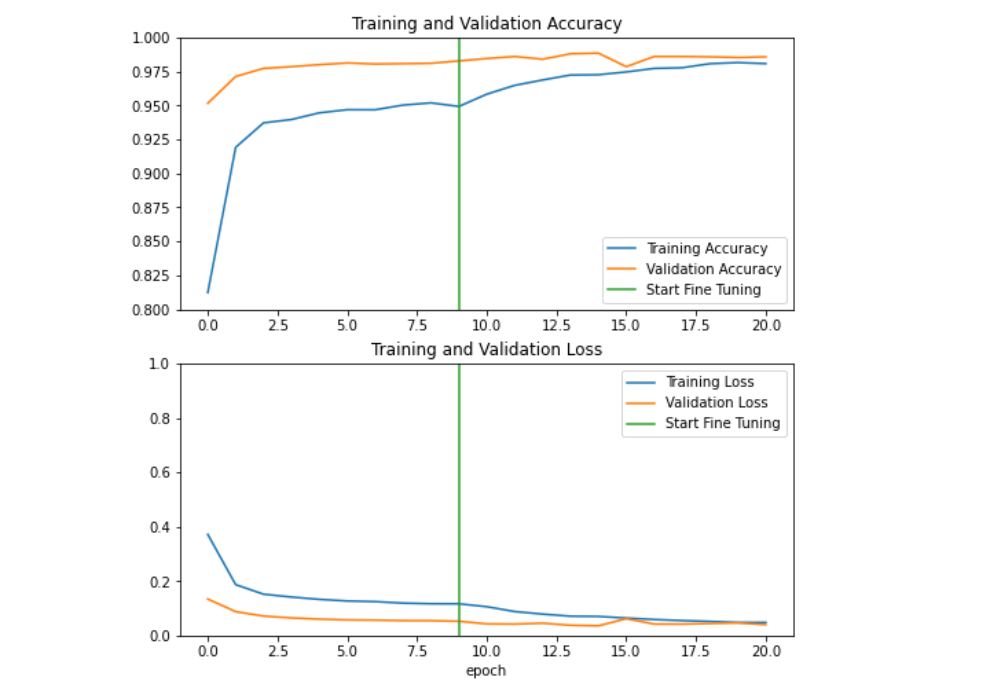 Training and Validation Accuracy
1.000
0.975
0.950
0.925
0.900
0.875
0.850
0.825
0.800
Training Accuracy
Validation Accuracy
Start Fine Tuning
0.0 2.5 5.0 7.5 10.0 12.5 15.0 17.5 20.0
Training and Validation Loss
1.0
0.8
0.6
0.4
0.2
0.0
Training Loss
Validation Loss
Start Fine Tuning
0.0 2.5 5.0 7.5 10.0 12.5 15.0 17.5 20.0
epoch